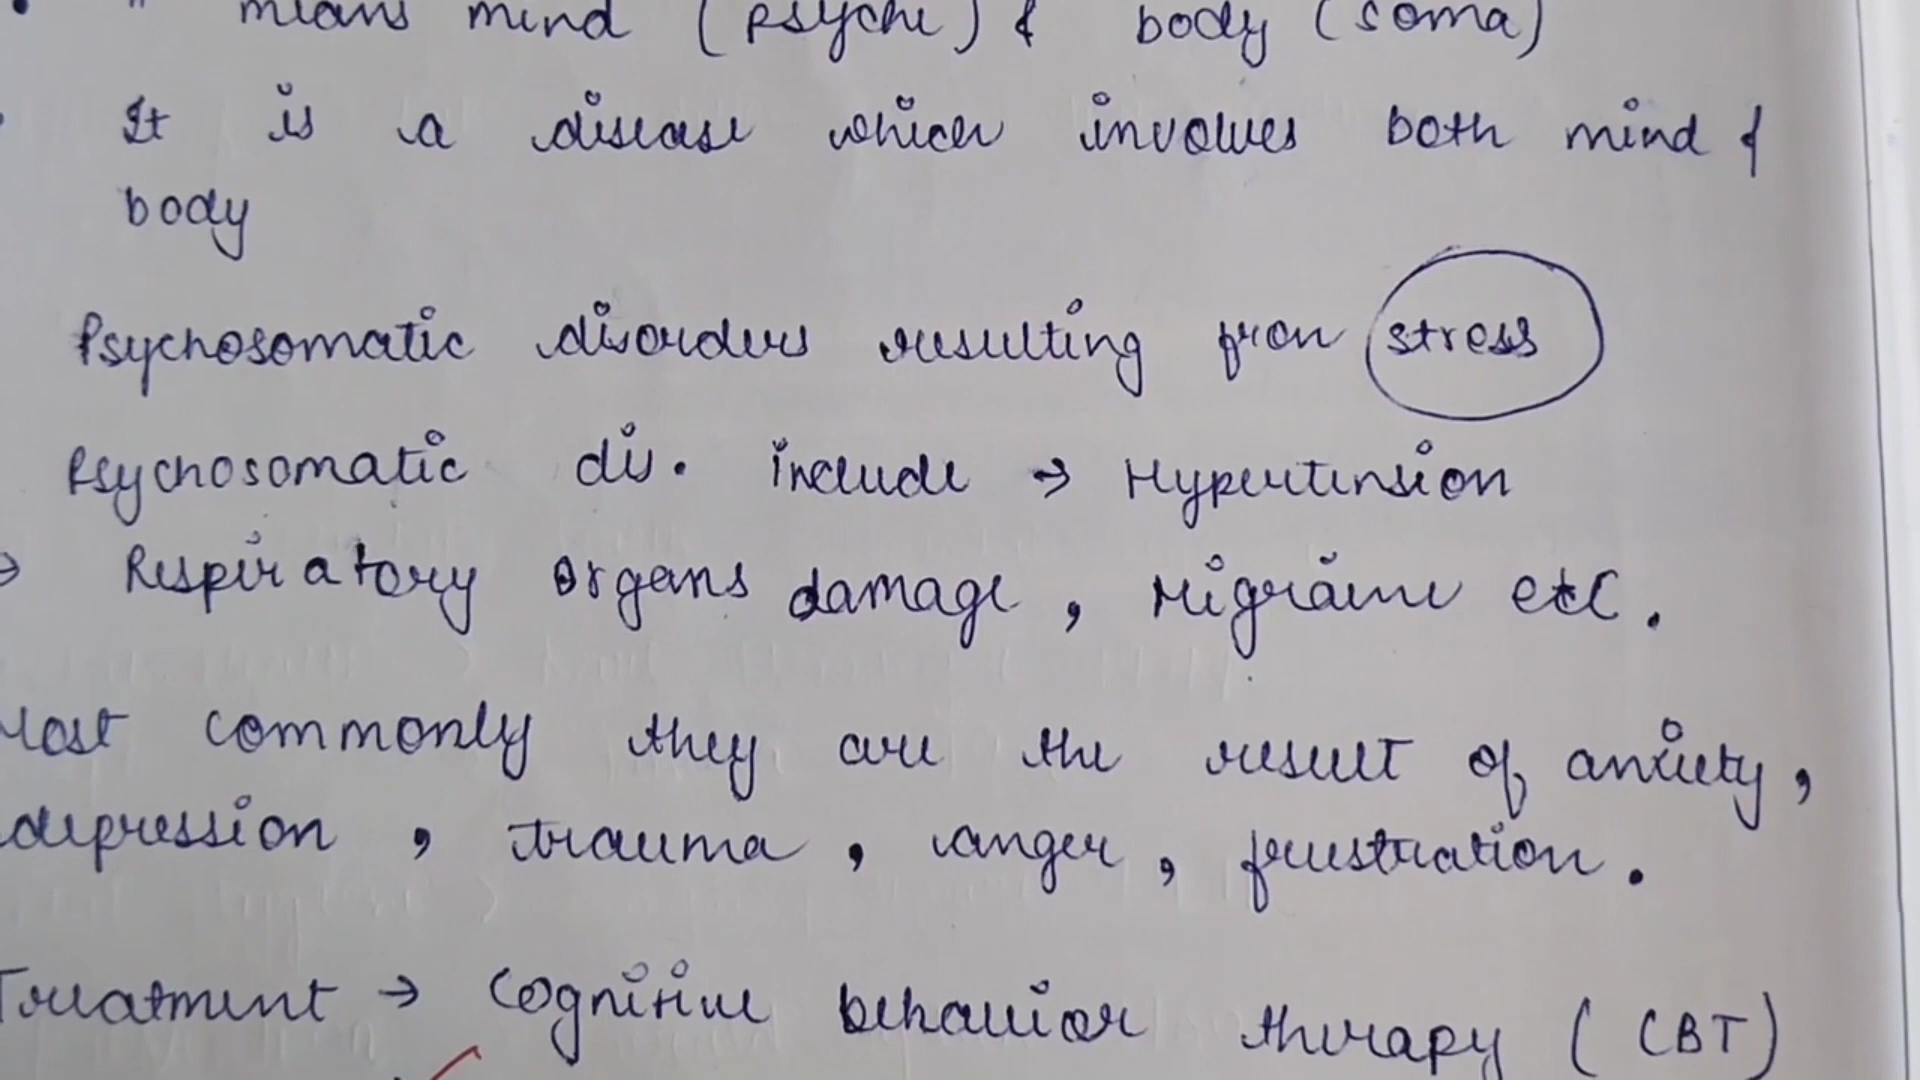 " means mind (psyche) & body (soma)
It is a disease which involves both mind &
body
Psychosomatic disorders resulting from stress
Psychosomatic dis. include → Hypertension
→ Respiratory organs damage, Migraine etc.
Most commonly they are the result of anxiety,
depression, trauma, anger, frustration.
Treatment → Cognitive behavior therapy (CBT)